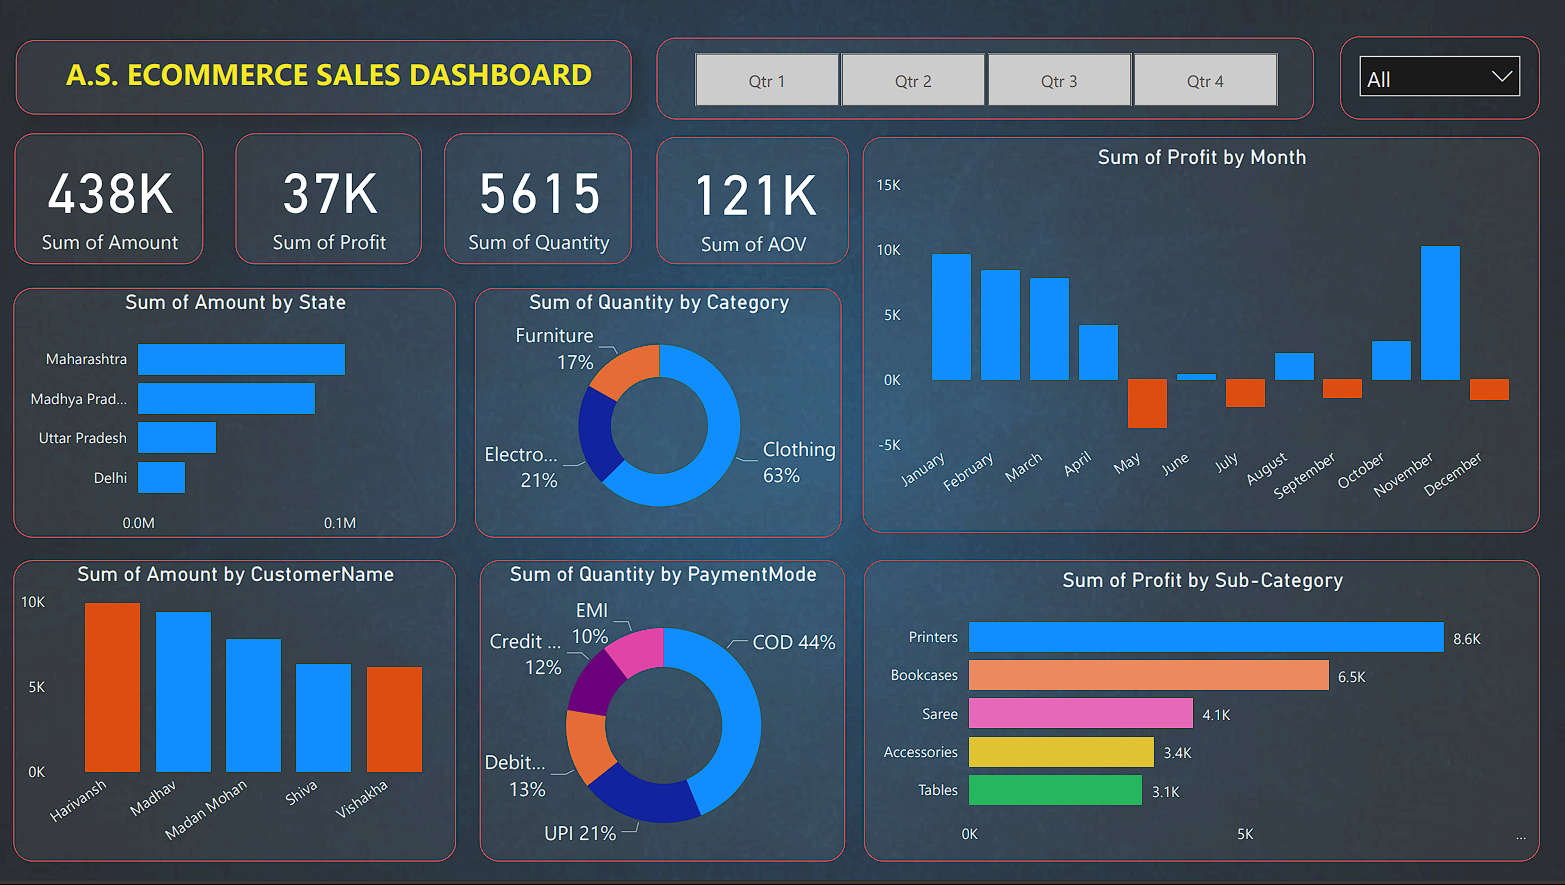 A.S. ECOMMERCE SALES DASHBOARD
Qtr 1
Qtr 2
Qtr 3
Qtr 4
All
438K
Sum of Amount
37K
Sum of Profit
5615
Sum of Quantity
121K
Sum of AOV
Sum of Profit by Month
15K
10K
5K
0K
-5K
January
February
March
April
May
June
July
August
September
October
November
December
Sum of Amount by State
Maharashtra
Madhya Prad...
Uttar Pradesh
Delhi
0.0M
0.1M
Sum of Quantity by Category
Furniture
17%
Electro...
21%
Clothing
63%
Sum of Amount by CustomerName
10K
5K
0K
Harivansh
Madhav
Madan Mohan
Shiva
Vishakha
Sum of Quantity by PaymentMode
EMI
10%
Credit ...
12%
COD 44%
Debit...
13%
UPI 21%
Sum of Profit by Sub-Category
Printers
8.6K
Bookcases
6.5K
Saree
4.1K
Accessories
3.4K
Tables
3.1K
0K
5K
...